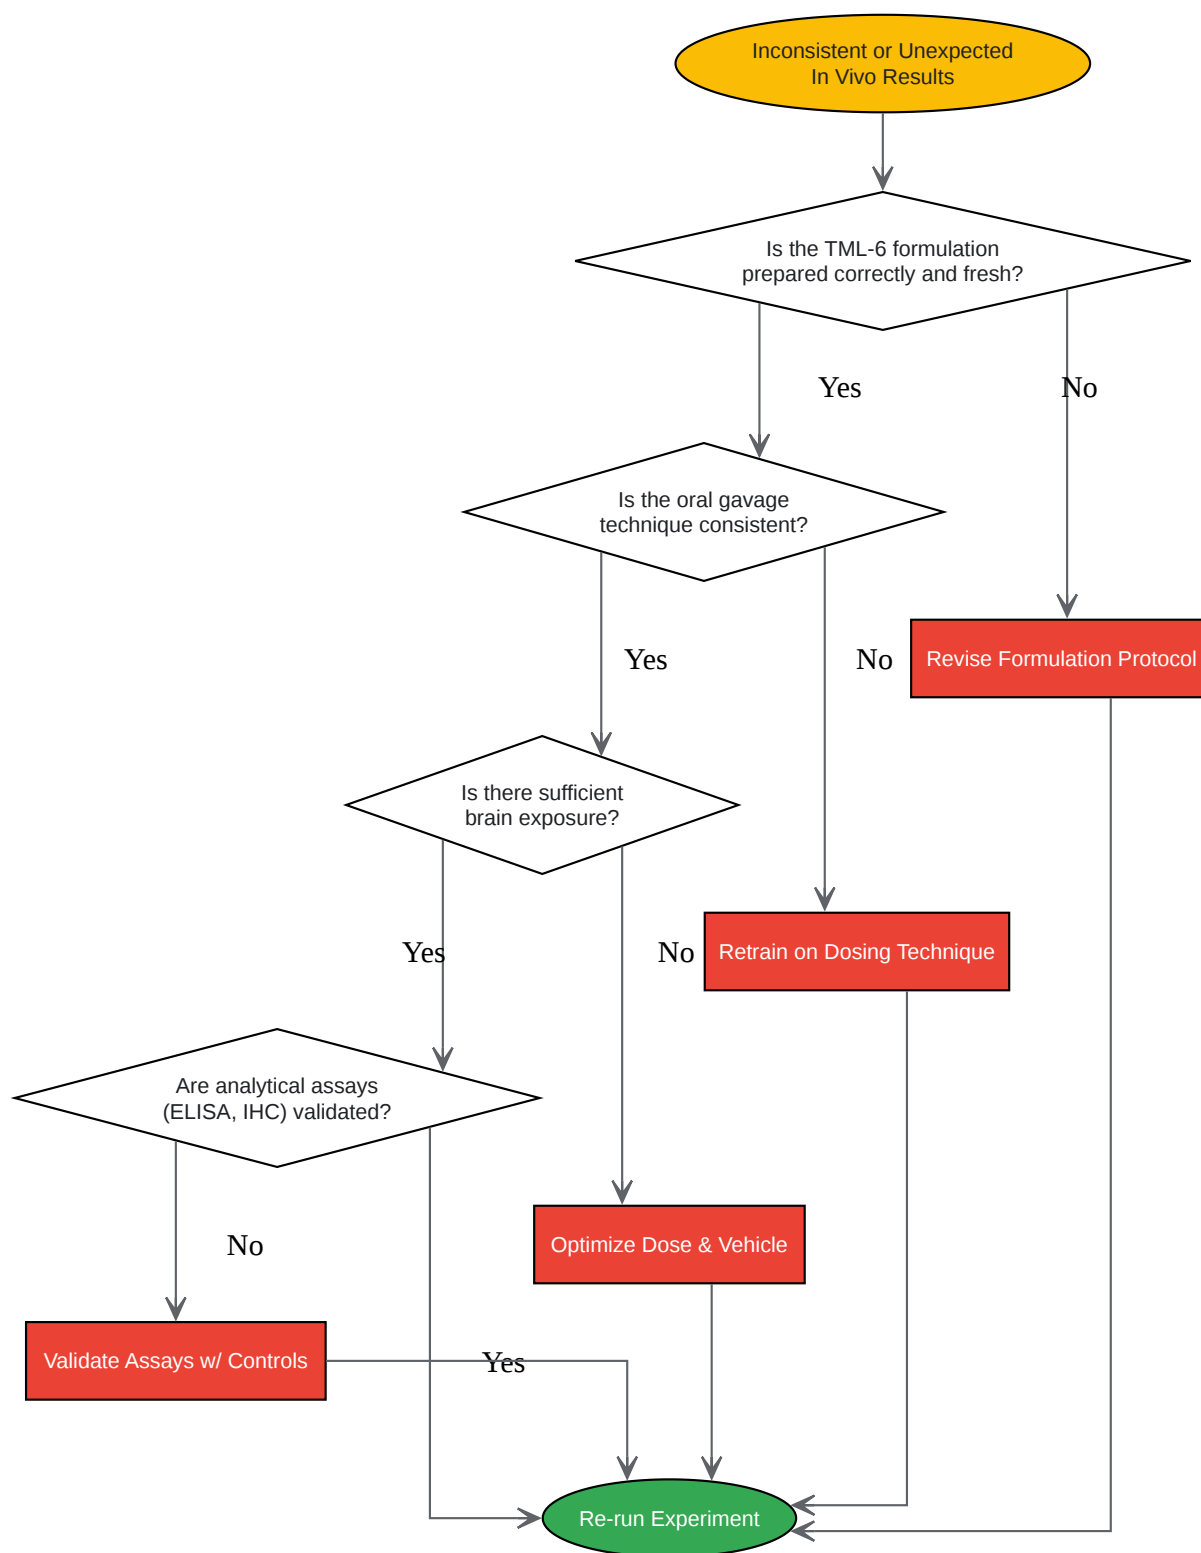 Inconsistent or Unexpected
In Vivo Results
Is the TML-6 formulation
prepared correctly and fresh?
Yes
No
Is the oral gavage
technique consistent?
Yes
No
Revise Formulation Protocol
Is there sufficient
brain exposure?
Yes
No
Retrain on Dosing Technique
Are analytical assays
(ELISA, IHC) validated?
No
Optimize Dose & Vehicle
Validate Assays w/ Controls
Yes
Re-run Experiment